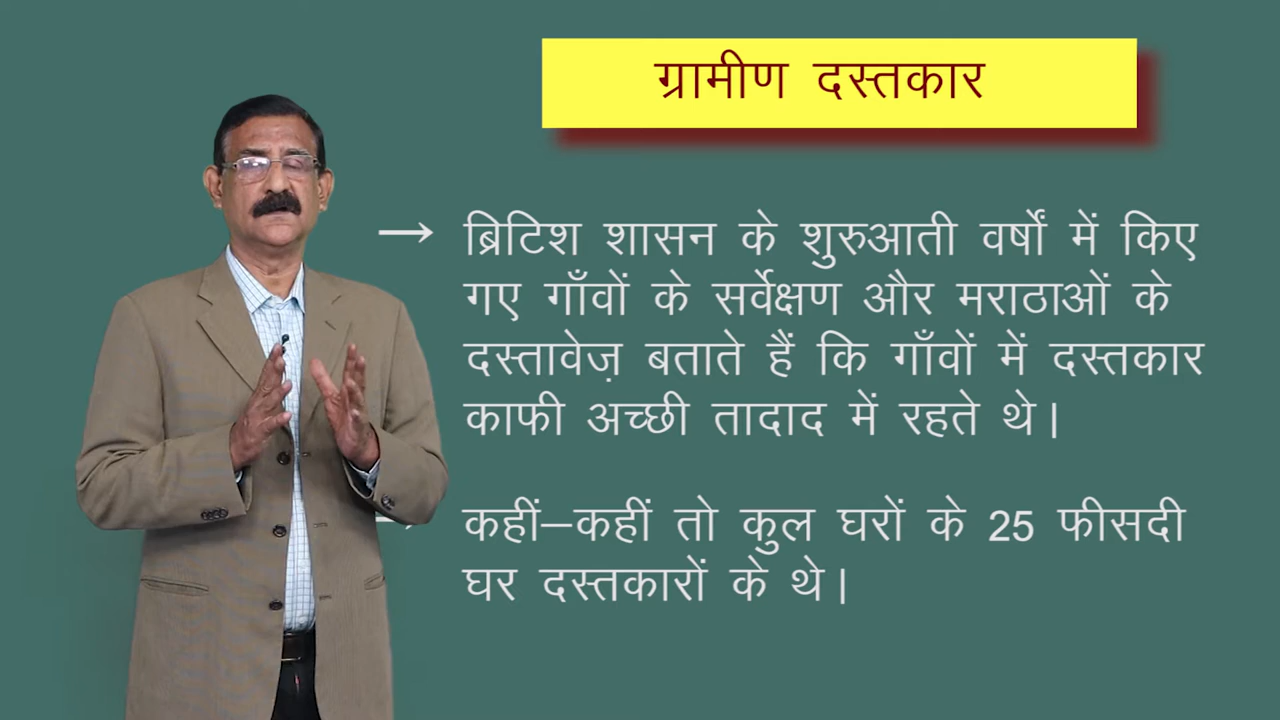 ग्रामीण दस्तकार
→ ब्रिटिश शासन के शुरुआती वर्षों में किए
गए गाँवों के सर्वेक्षण और मराठाओं के
दस्तावेज़ बताते हैं कि गाँवों में दस्तकार
काफी अच्छी तादाद में रहते थे।
कहीं–कहीं तो कुल घरों के 25 फीसदी
घर दस्तकारों के थे।